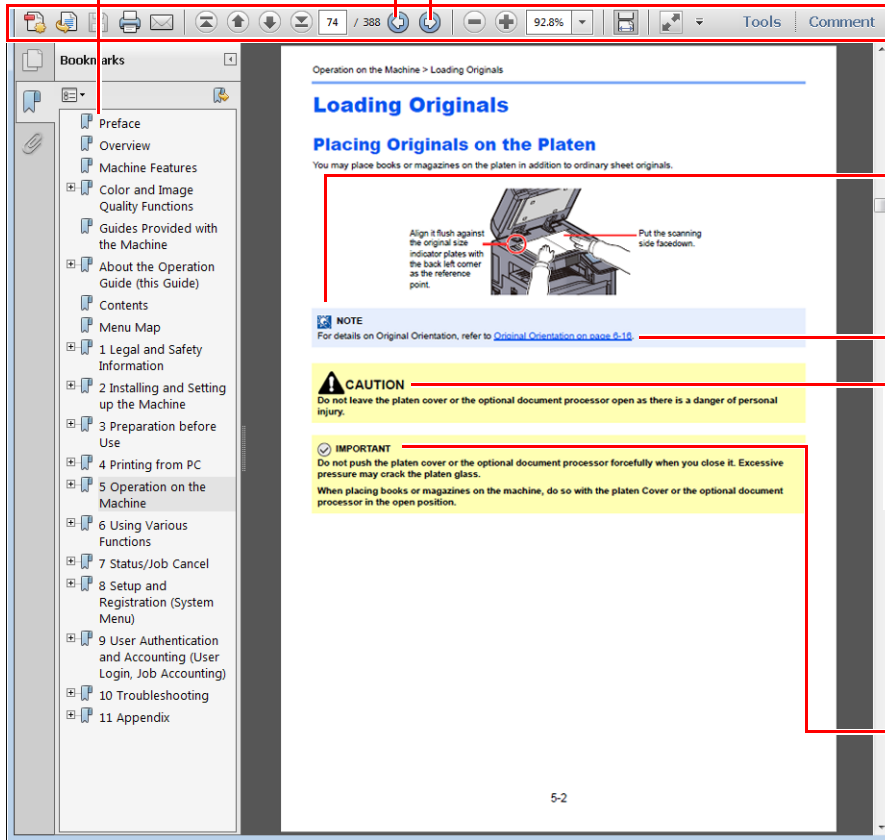 74 / 388 92.8% Tools Comment
Bookmarks
Preface
Overview
Machine Features
Color and Image
Quality Functions
Guides Provided with
the Machine
About the Operation
Guide (this Guide)
Contents
Menu Map
1 Legal and Safety
Information
2 Installing and Setting
up the Machine
3 Preparation before
Use
4 Printing from PC
5 Operation on the
Machine
6 Using Various
Functions
7 Status/Job Cancel
8 Setup and
Registration (System
Menu)
9 User Authentication
and Accounting (User
Login, Job Accounting)
10 Troubleshooting
11 Appendix
Operation on the Machine > Loading Originals
Loading Originals
Placing Originals on the Platen
You may place books or magazines on the platen in addition to ordinary sheet originals.
Align it flush against
the original size
indicator plates with
the back left corner
as the reference
point.
Put the scanning
side facedown.
NOTE
For details on Original Orientation, refer to Original Orientation on page 6-16.
CAUTION
Do not leave the platen cover or the optional document processor open as there is a danger of personal
injury.
IMPORTANT
Do not push the platen cover or the optional document processor forcefully when you close it. Excessive
pressure may crack the platen glass.
When placing books or magazines on the machine, do so with the platen Cover or the optional document
processor in the open position.
5-2